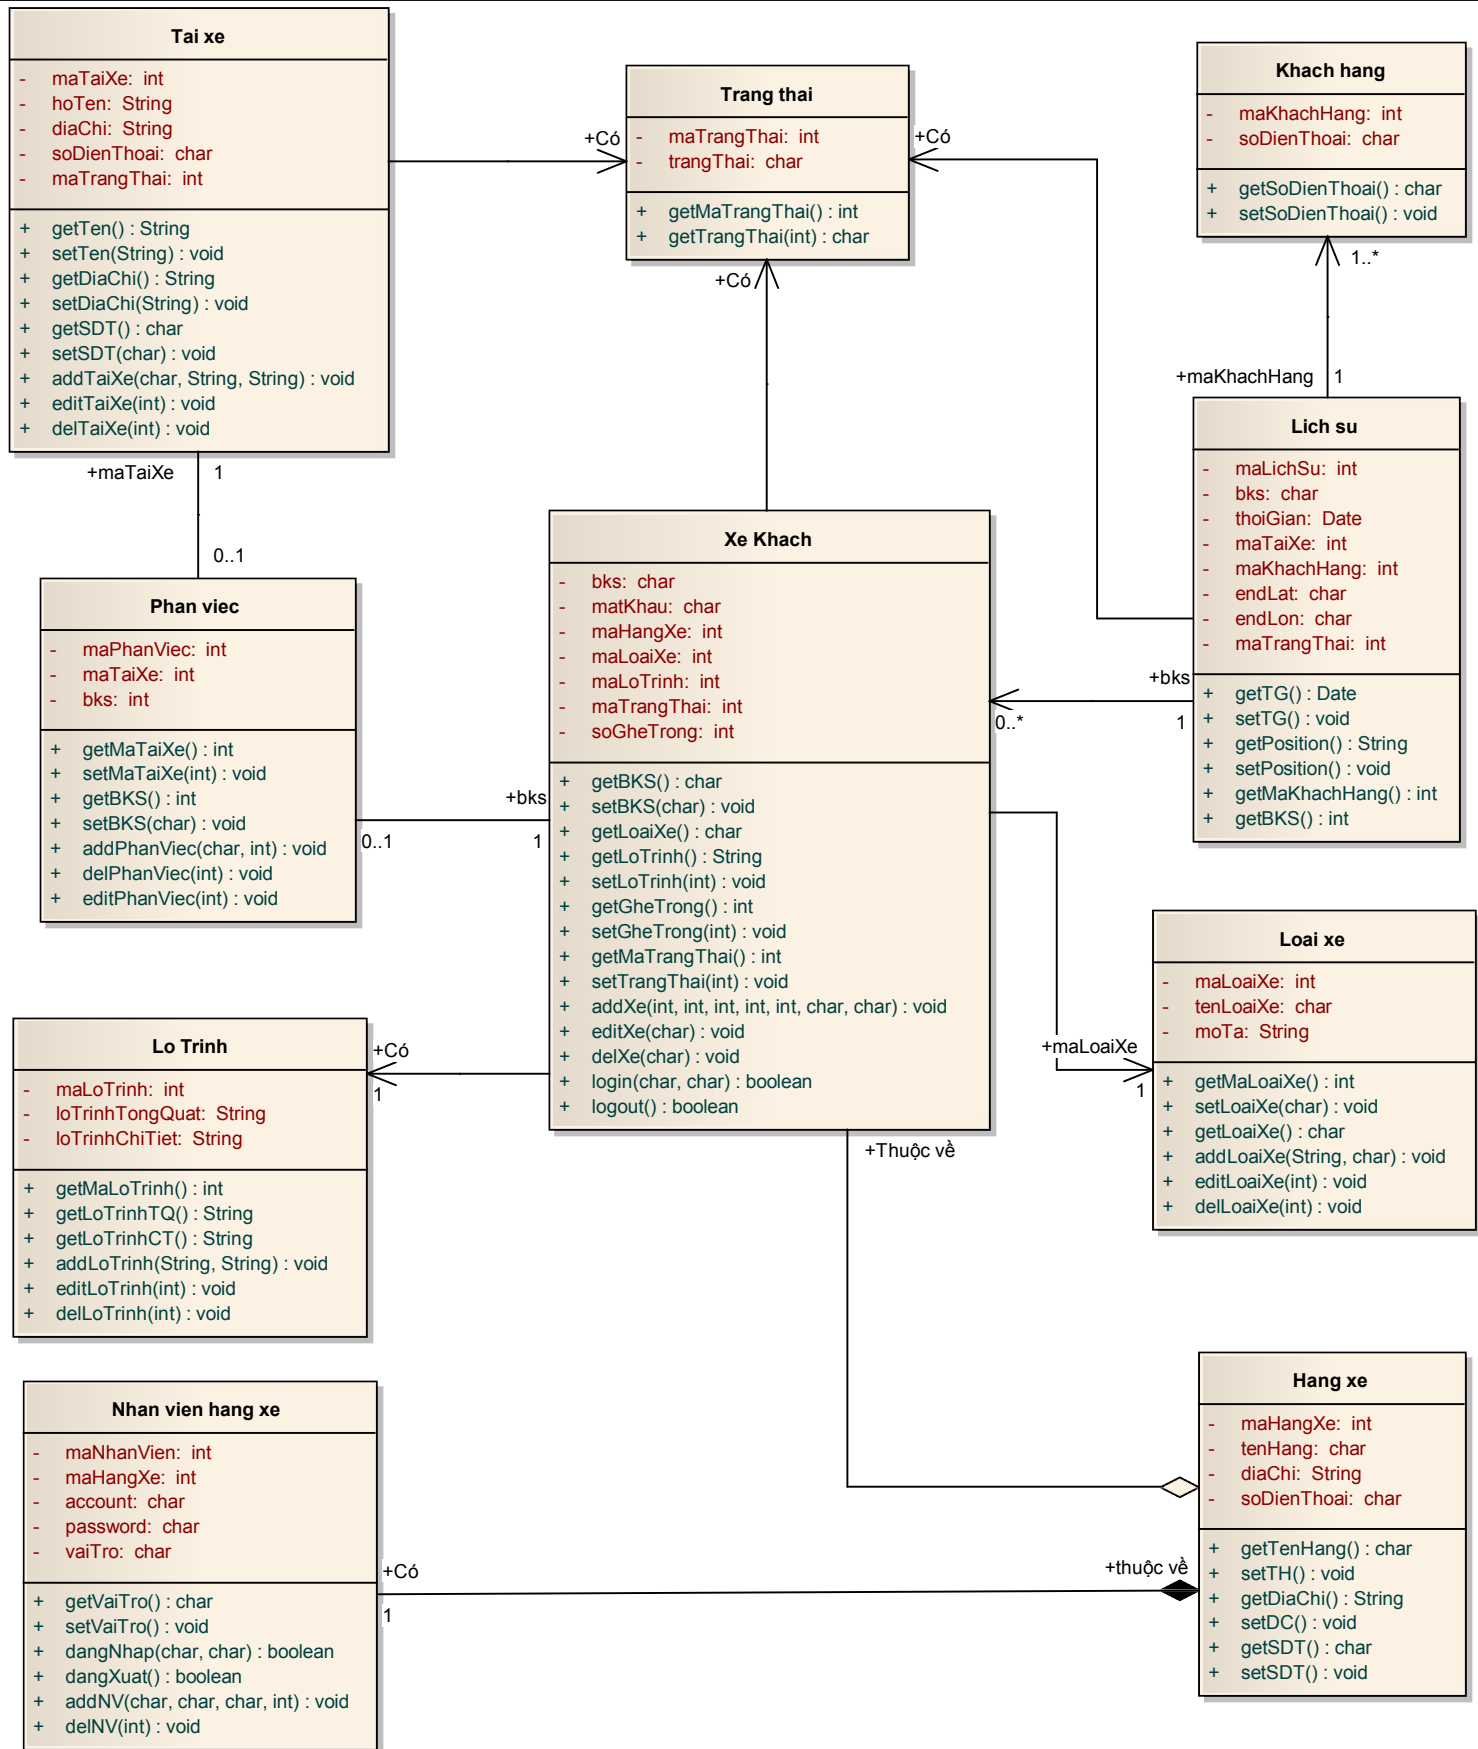 Tai xe
- maTaiXe: int
- hoTen: String
- diaChi: String
- soDienThoai: char
- maTrangThai: int
+ getTen() : String
+ setTen(String) : void
+ getDiaChi() : String
+ setDiaChi(String) : void
+ getSDT() : char
+ setSDT(char) : void
+ addTaiXe(char, String, String) : void
+ editTaiXe(int) : void
+ delTaiXe(int) : void
+maTaiXe
1
0..1
+Có
Trang thai
- maTrangThai: int
- trangThai: char
+ getMaTrangThai() : int
+ getTrangThai(int) : char
+Có
+Có
Khach hang
- maKhachHang: int
- soDienThoai: char
+ getSoDienThoai() : char
+ setSoDienThoai() : void
1..*
+maKhachHang
1
Lich su
- maLichSu: int
- bks: char
- thoiGian: Date
- maTaiXe: int
- maKhachHang: int
- endLat: char
- endLon: char
- maTrangThai: int
+ getTG() : Date
+ setTG() : void
+ getPosition() : String
+ setPosition() : void
+ getMaKhachHang() : int
+ getBKS() : int
+bks
1
0..*
Phan viec
- maPhanViec: int
- maTaiXe: int
- bks: int
+ getMaTaiXe() : int
+ setMaTaiXe(int) : void
+ getBKS() : int
+ setBKS(char) : void
+ addPhanViec(char, int) : void
+ delPhanViec(int) : void
+ editPhanViec(int) : void
0..1
+bks
1
Xe Khach
- bks: char
- matKhau: char
- maHangXe: int
- maLoaiXe: int
- maLoTrinh: int
- maTrangThai: int
- soGheTrong: int
+ getBKS() : char
+ setBKS(char) : void
+ getLoaiXe() : char
+ getLoTrinh() : String
+ setLoTrinh(int) : void
+ getGheTrong() : int
+ setGheTrong(int) : void
+ getMaTrangThai() : int
+ setTrangThai(int) : void
+ addXe(int, int, int, int, int, char, char) : void
+ editXe(char) : void
+ delXe(char) : void
+ login(char, char) : boolean
+ logout() : boolean
+Thuộc về
+maLoaiXe
1
Loai xe
- maLoaiXe: int
- tenLoaiXe: char
- moTa: String
+ getMaLoaiXe() : int
+ setLoaiXe(char) : void
+ getLoaiXe() : char
+ addLoaiXe(String, char) : void
+ editLoaiXe(int) : void
+ delLoaiXe(int) : void
Lo Trinh
- maLoTrinh: int
- loTrinhTongQuat: String
- loTrinhChiTiet: String
+ getMaLoTrinh() : int
+ getLoTrinhTQ() : String
+ getLoTrinhCT() : String
+ addLoTrinh(String, String) : void
+ editLoTrinh(int) : void
+ delLoTrinh(int) : void
+Có
1
Nhan vien hang xe
- maNhanVien: int
- maHangXe: int
- account: char
- password: char
- vaiTro: char
+ getVaiTro() : char
+ setVaiTro() : void
+ dangNhap(char, char) : boolean
+ dangXuat() : boolean
+ addNV(char, char, char, int) : void
+ delNV(int) : void
+Có
1
+thuộc về
Hang xe
- maHangXe: int
- tenHang: char
- diaChi: String
- soDienThoai: char
+ getTenHang() : char
+ setTH() : void
+ getDiaChi() : String
+ setDC() : void
+ getSDT() : char
+ setSDT() : void